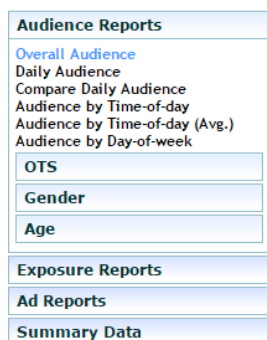 Audience Reports
Overall Audience
Daily Audience
Compare Daily Audience
Audience by Time-of-day
Audience by Time-of-day (Avg.)
Audience by Day-of-week
OTS
Gender
Age
Exposure Reports
Ad Reports
Summary Data